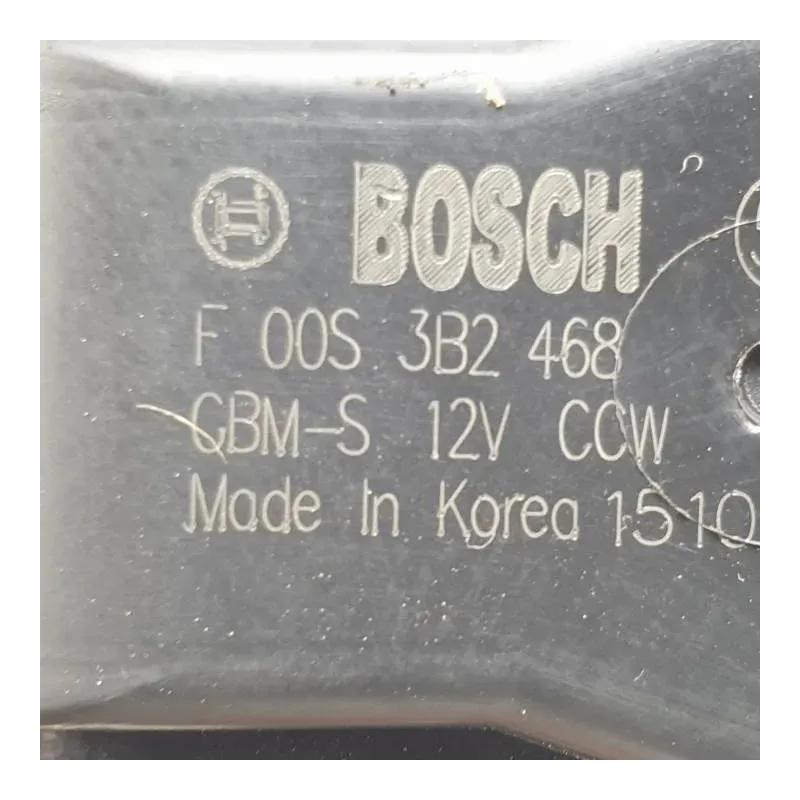 BOSCH
F 00S 3B2 468
GBM-S 12V CCW
Made In Korea 1510